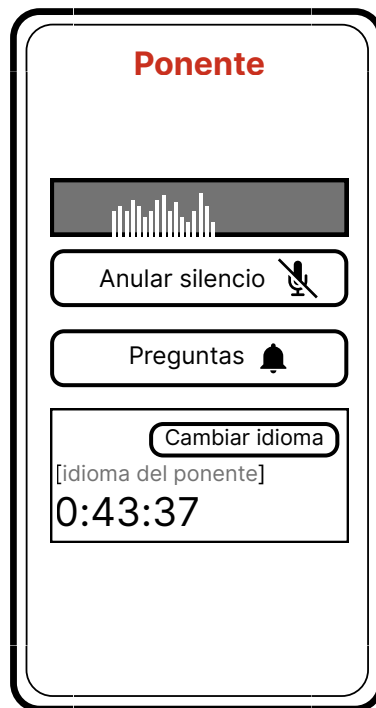 Ponente
Anular silencio
Preguntas
Cambiar idioma
[idioma del ponente]
0:43:37